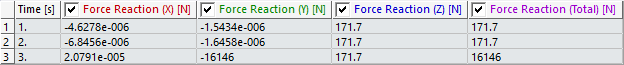 Time [s] Force Reaction (X) [N] Force Reaction (Y) [N] Force Reaction (Z) [N] Force Reaction (Total) [N]
1 1. -4.6278e-006 -1.5434e-006 171.7 171.7
2 2. -6.8456e-006 -1.6458e-006 171.7 171.7
3 3. 2.0791e-005 -16146 171.7 16146